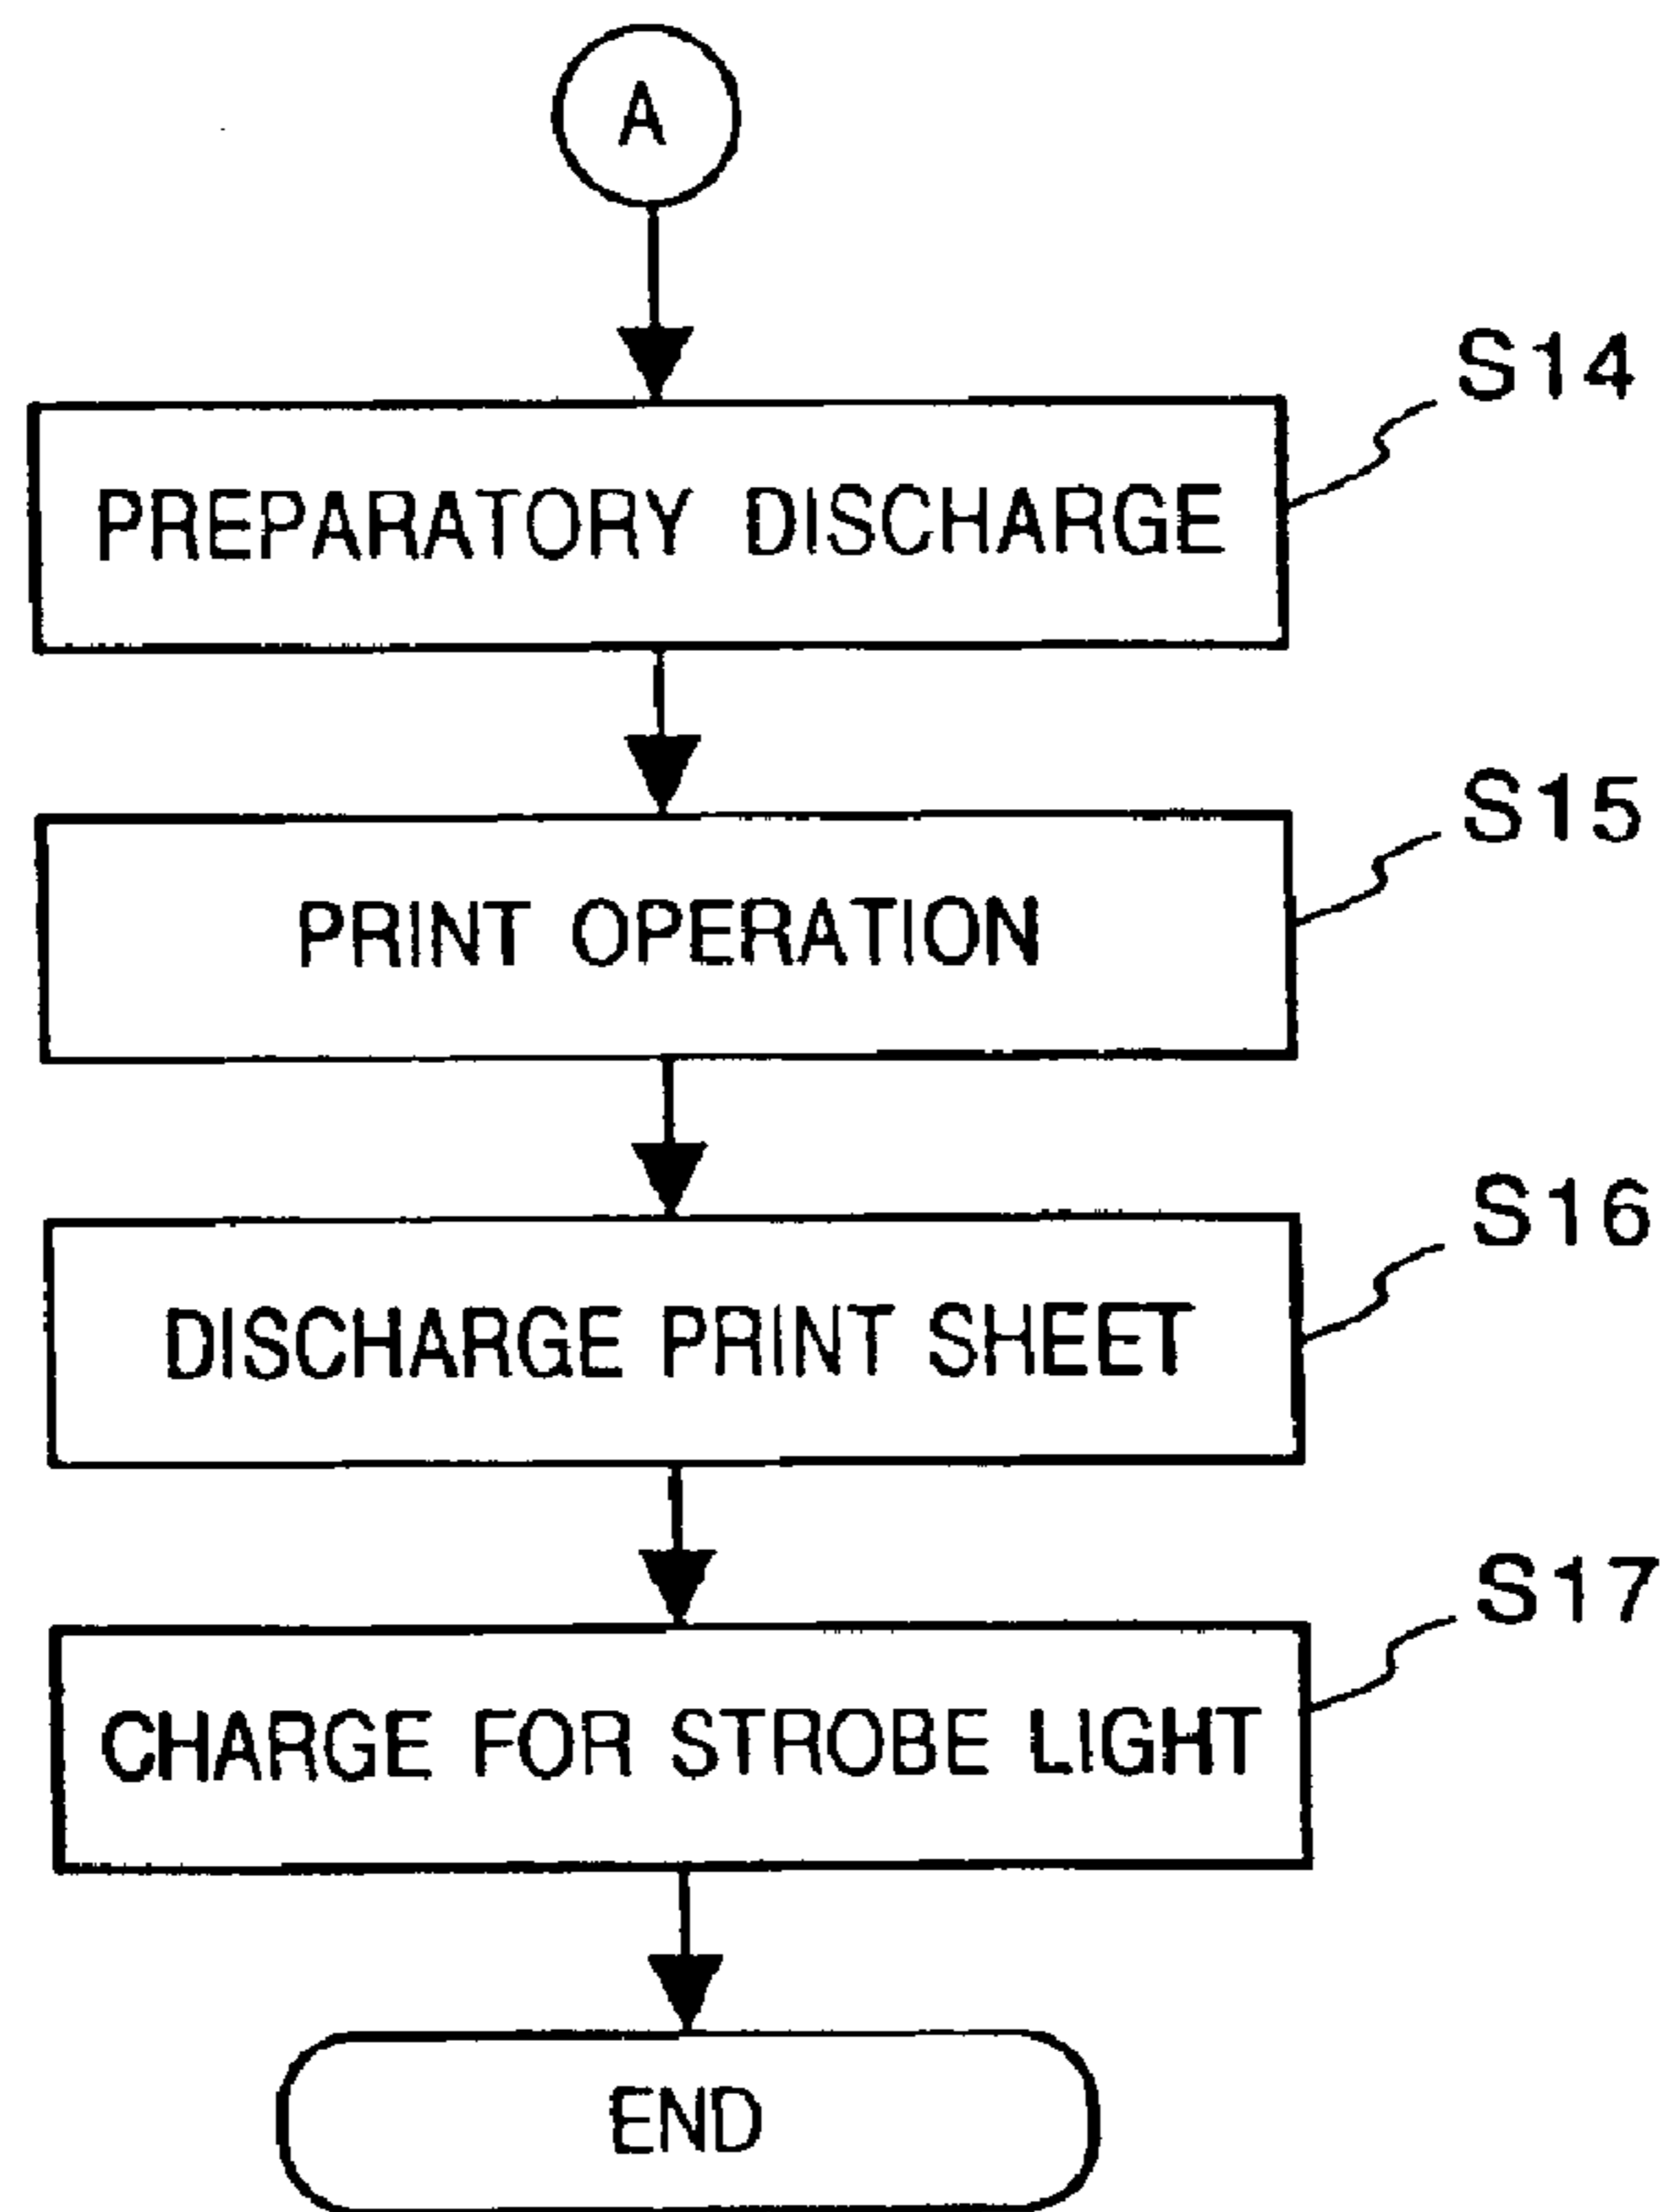 A
S14
PREPARATORY DISCHARGE
S15
PRINT OPERATION
S16
DISCHARGE PRINT SHEET
S17
CHARGE FOR STROBE LIGHT
END